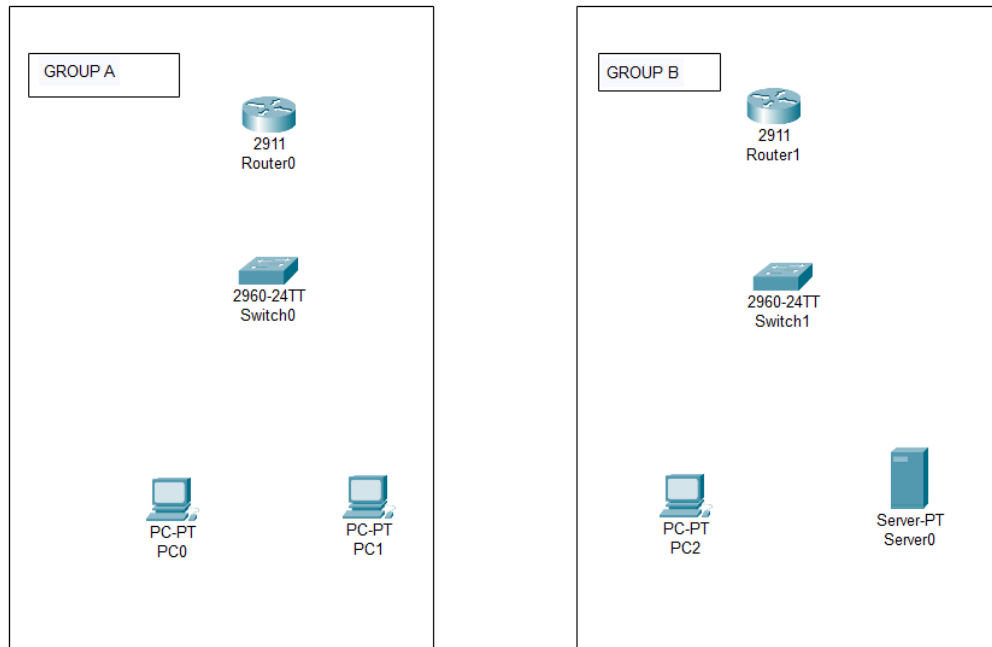 GROUP A
2911
Router0
2960-24TT
Switch0
PC-PT
PC0
PC-PT
PC1
GROUP B
2911
Router1
2960-24TT
Switch1
PC-PT
PC2
Server-PT
Server0